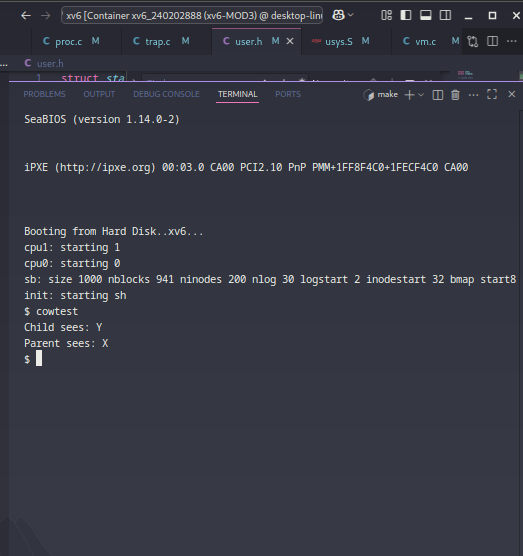 xv6 [Container xv6_240202888 (xv6-MOD3) @ desktop-lin
proc.c M trap.c M user.h M usys.S M vm.c M
... user.h
1 struct sta
PROBLEMS OUTPUT DEBUG CONSOLE TERMINAL PORTS make
SeaBIOS (version 1.14.0-2)
iPXE (http://ipxe.org) 00:03.0 CA00 PCI2.10 PnP PMM+1FF8F4C0+1FECF4C0 CA00
Booting from Hard Disk..xv6...
cpu1: starting 1
cpu0: starting 0
sb: size 1000 nblocks 941 ninodes 200 nlog 30 logstart 2 inodestart 32 bmap start8
init: starting sh
$ cowtest
Child sees: Y
Parent sees: X
$